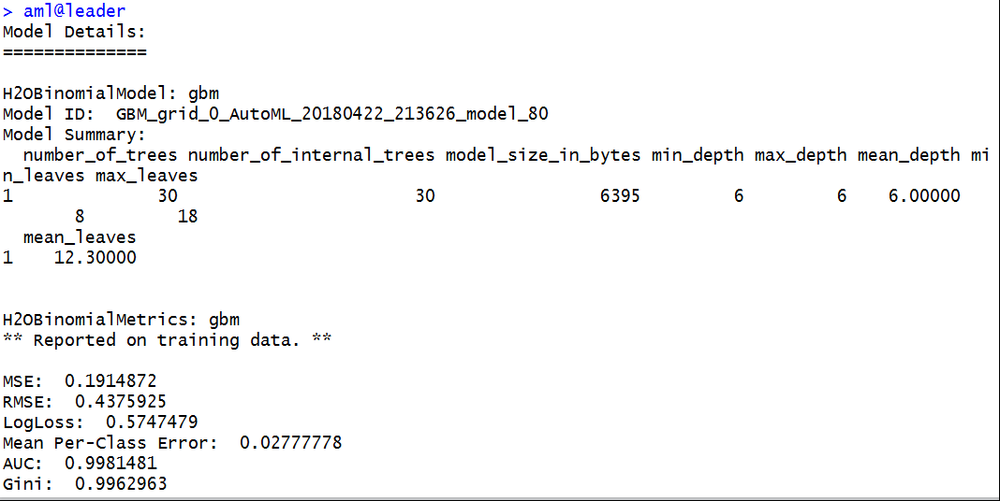 > aml@leader
Model Details:
==============
H2OBinomialModel: gbm
Model ID:  GBM_grid_0_AutoML_20180422_213626_model_80
Model Summary:
  number_of_trees number_of_internal_trees model_size_in_bytes min_depth max_depth mean_depth mi
n_leaves max_leaves
1              30                       30                6395         6         6    6.00000
       8         18
  mean_leaves
1    12.30000
H2OBinomialMetrics: gbm
** Reported on training data. **
MSE:  0.1914872
RMSE:  0.4375925
LogLoss:  0.5747479
Mean Per-Class Error:  0.02777778
AUC:  0.9981481
Gini:  0.9962963